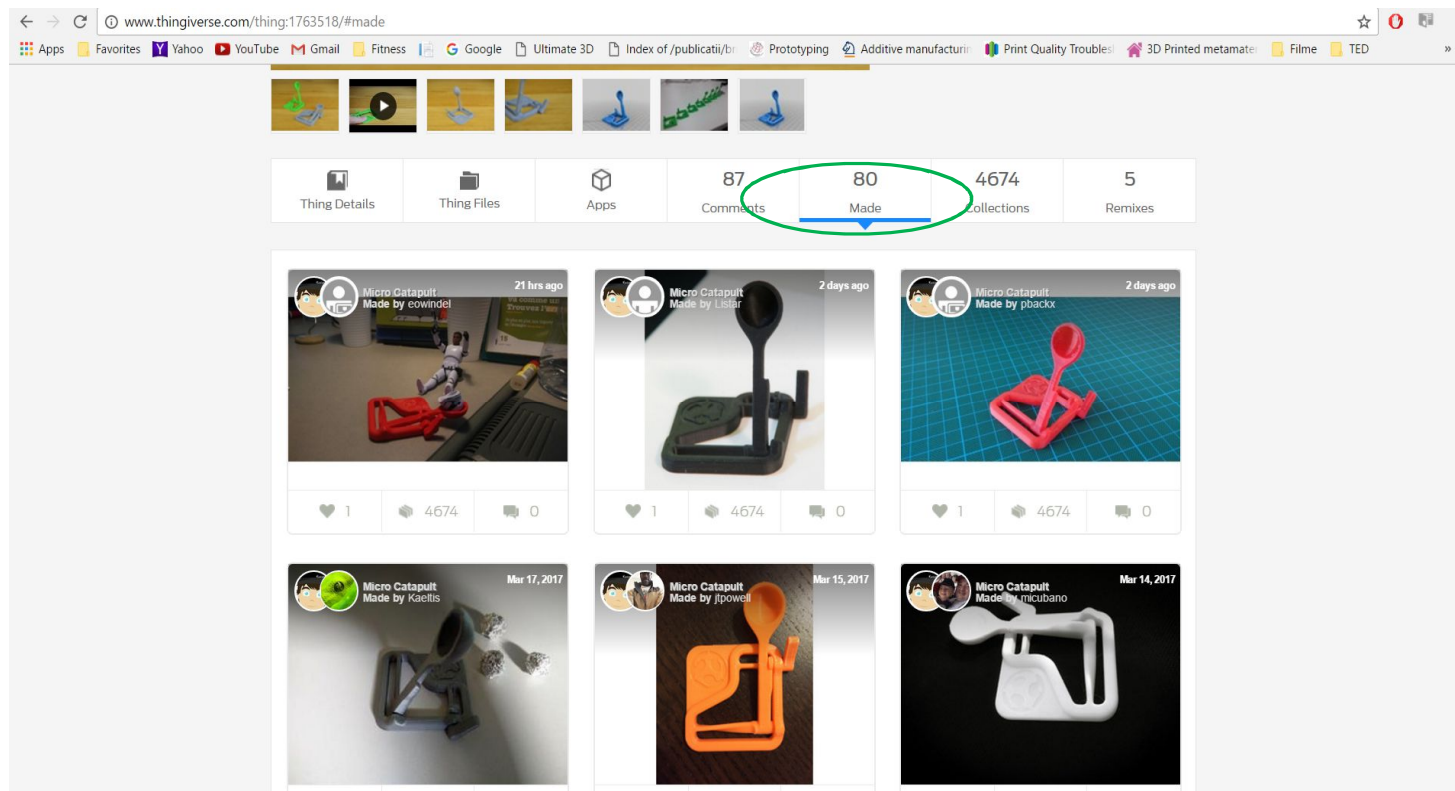 www.thingiverse.com/thing:1763518/#made
Apps Favorites Yahoo YouTube Gmail Fitness Google Ultimate 3D Index of /publicatii/br Prototyping Additive manufacturin Print Quality Troubles 3D Printed metamater Filme TED »
87 80 4674 5
Thing Details Thing Files Apps Comments Made Collections Remixes
Micro Catapult 21 hrs ago
Made by eowindel
Micro Catapult 2 days ago
Made by Listar
Micro Catapult 2 days ago
Made by pbackx
1 4674 0
1 4674 0
1 4674 0
Micro Catapult Mar 17, 2017
Made by Kaeltis
Micro Catapult Mar 15, 2017
Made by jtpowell
Micro Catapult Mar 14, 2017
Made by micubano